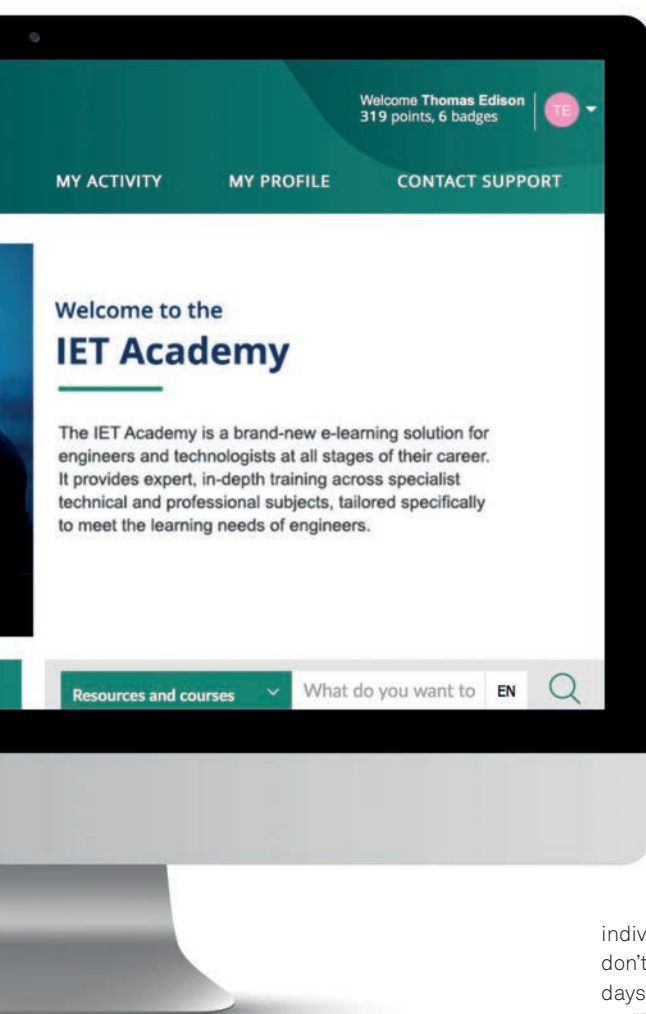 Welcome Thomas Edison
319 points, 6 badges
TE
MY ACTIVITY MY PROFILE CONTACT SUPPORT
Welcome to the
IET Academy
The IET Academy is a brand-new e-learning solution for
engineers and technologists at all stages of their career.
It provides expert, in-depth training across specialist
technical and professional subjects, tailored specifically
to meet the learning needs of engineers.
Resources and courses What do you want to EN
don't
days